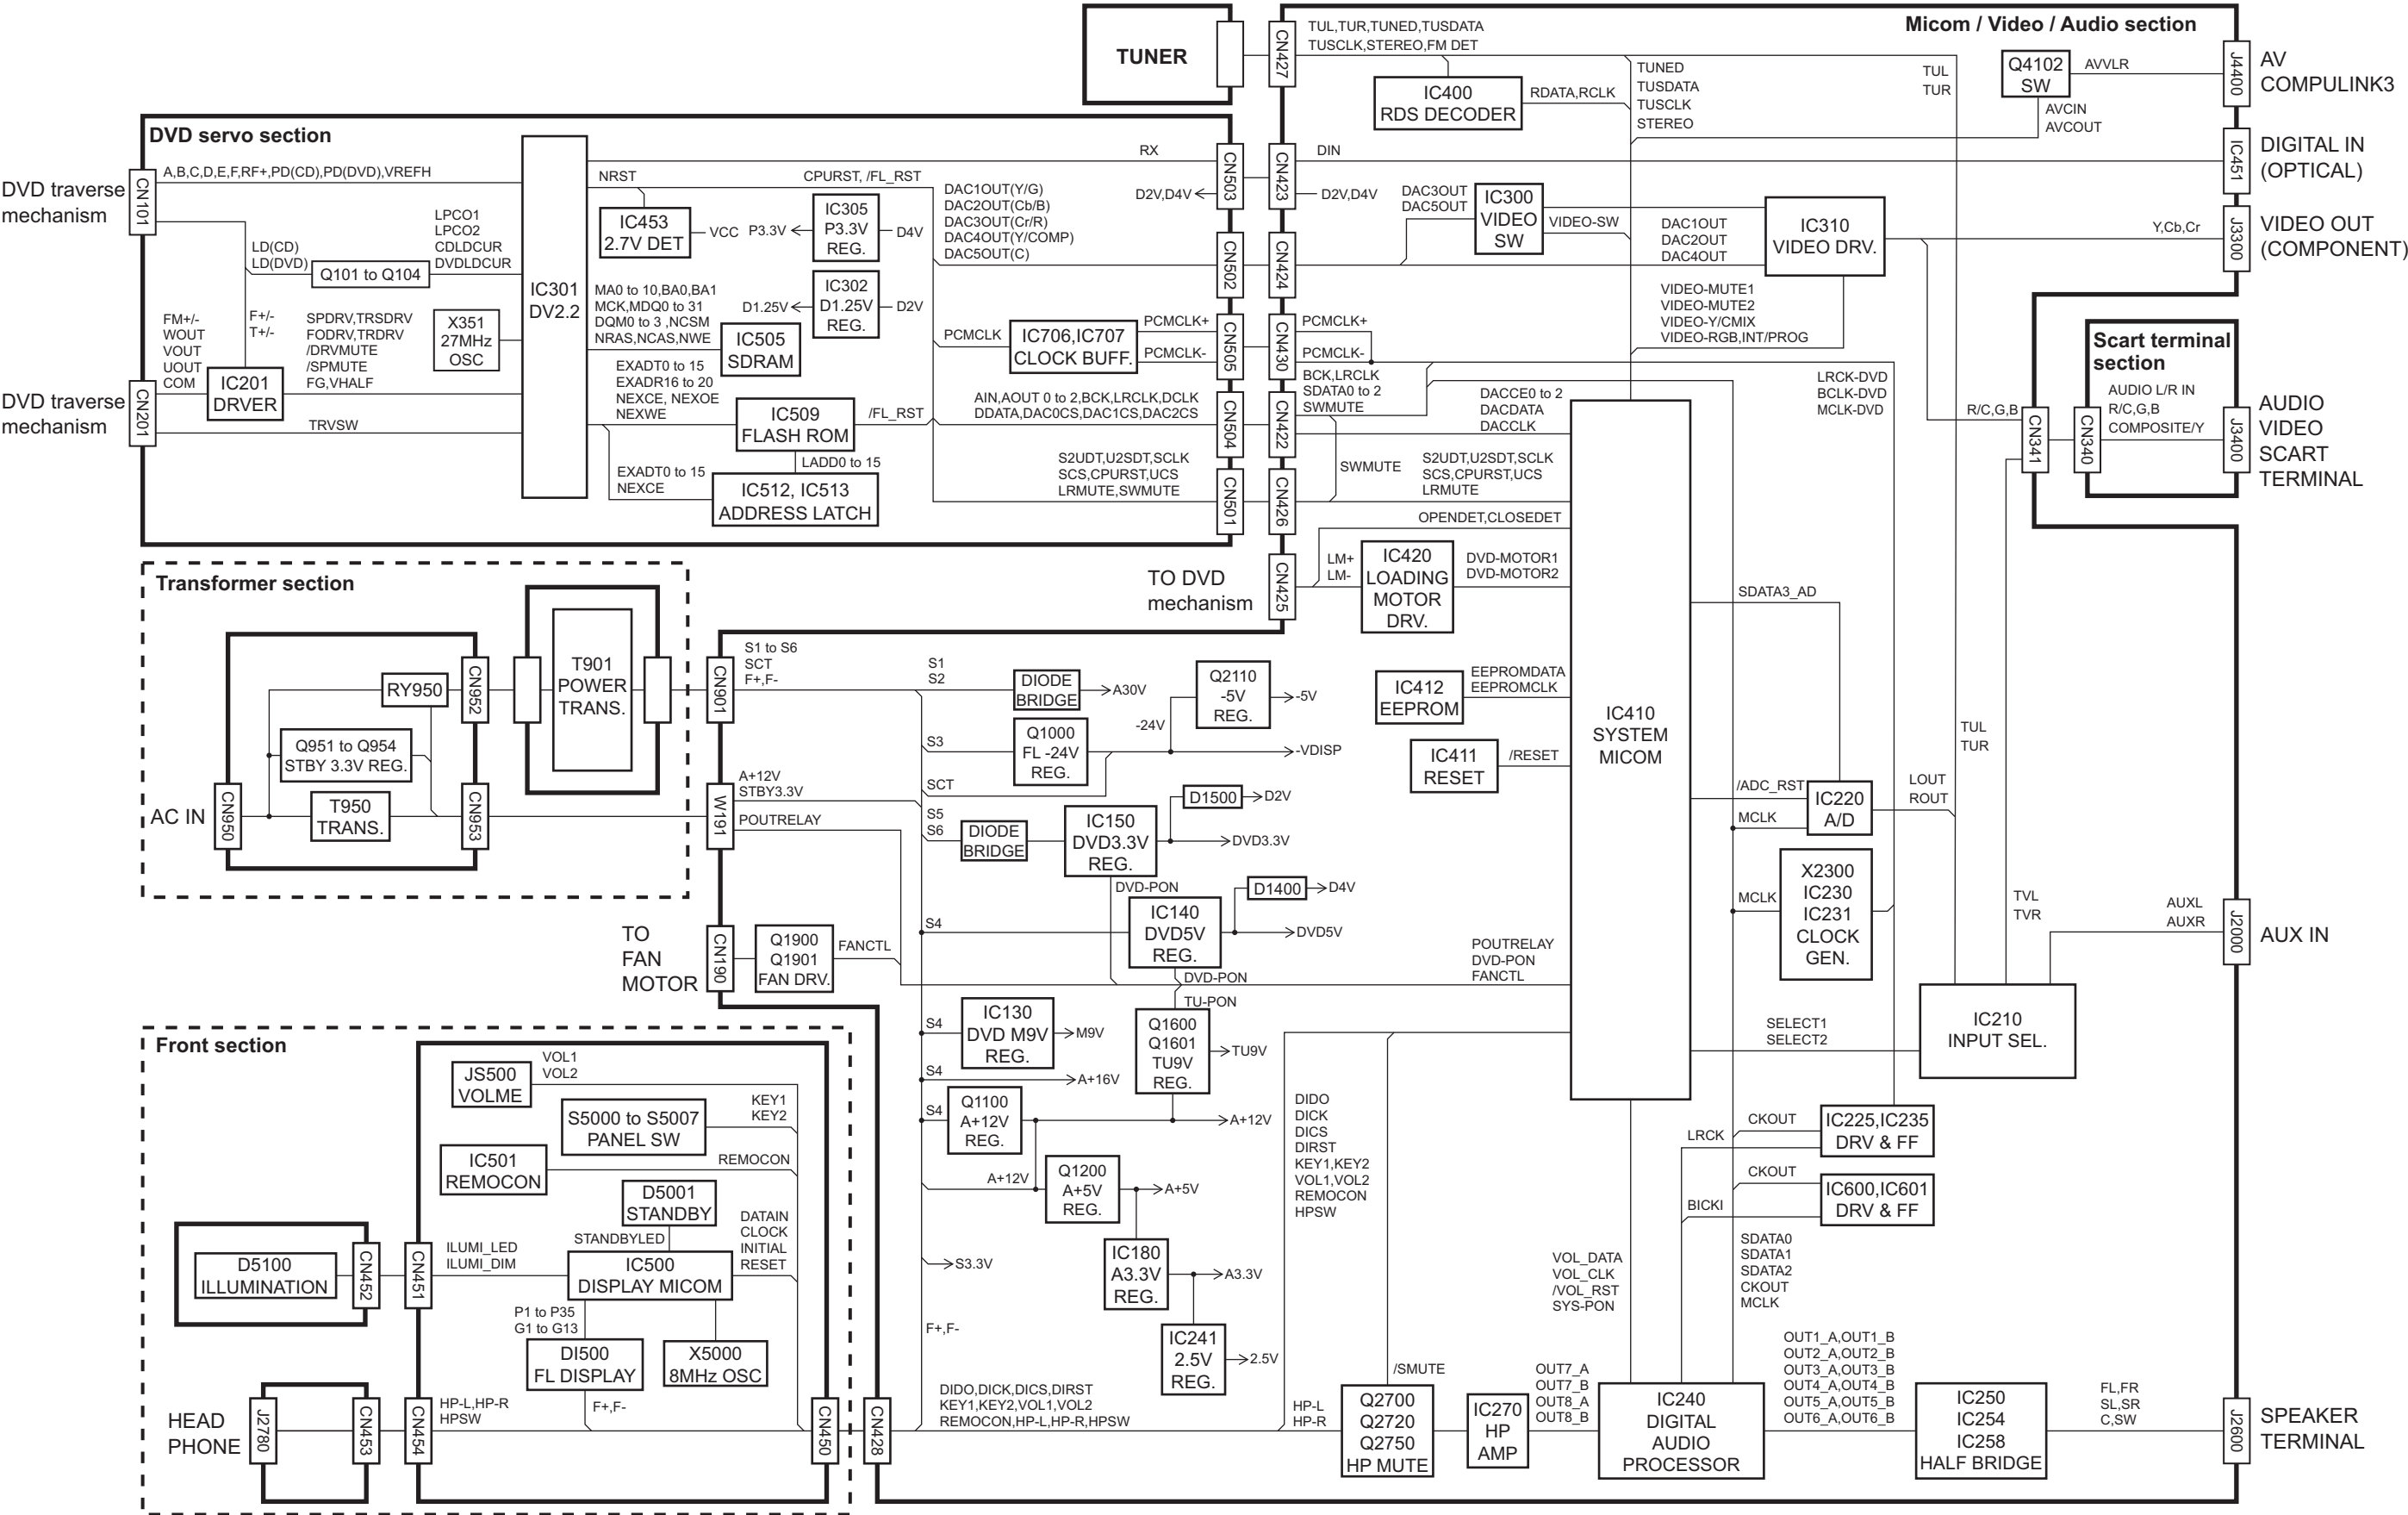 TUNER
CN427
TUL,TUR,TUNED,TUSDATA
TUSCLK,STEREO,FM DET
Micom / Video / Audio section
IC400
RDS DECODER
RDATA,RCLK
TUNED
TUSDATA
TUSCLK
STEREO
TUL
TUR
Q4102
SW
AVVLR
AVCIN
AVCOUT
J4400
AV
COMPULINK3
DVD servo section
DVD traverse
mechanism
CN101
A,B,C,D,E,F,RF+,PD(CD),PD(DVD),VREFH
LD(CD)
LD(DVD)
Q101 to Q104
LPCO1
LPCO2
CDLDCUR
DVDLDCUR
FM+/-
WOUT
VOUT
UOUT
COM
F+/-
T+/-
SPDRV,TRSDRV
FODRV,TRDRV
/DRVMUTE
/SPMUTE
FG,VHALF
X351
27MHz
OSC
IC201
DRVER
DVD traverse
mechanism
CN201
TRVSW
IC301
DV2.2
RX
NRST
CPURST, /FL_RST
IC453
2.7V DET
VCC
IC305
P3.3V
REG.
P3.3V
D4V
IC302
D1.25V
REG.
D1.25V
D2V
MA0 to 10,BA0,BA1
MCK,MDQ0 to 31
DQM0 to 3 ,NCSM
NRAS,NCAS,NWE
IC505
SDRAM
EXADT0 to 15
EXADR16 to 20
NEXCE, NEXOE
NEXWE
IC509
FLASH ROM
/FL_RST
LADD0 to 15
EXADT0 to 15
NEXCE
IC512, IC513
ADDRESS LATCH
DAC1OUT(Y/G)
DAC2OUT(Cb/B)
DAC3OUT(Cr/R)
DAC4OUT(Y/COMP)
DAC5OUT(C)
D2V,D4V
PCMCLK
IC706,IC707
CLOCK BUFF.
PCMCLK+
PCMCLK-
AIN,AOUT 0 to 2,BCK,LRCLK,DCLK
DDATA,DAC0CS,DAC1CS,DAC2CS
S2UDT,U2SDT,SCLK
SCS,CPURST,UCS
LRMUTE,SWMUTE
CN503
CN502
CN505
CN504
CN501
CN423
CN424
CN430
CN422
CN426
CN425
DIN
D2V,D4V
IC451
DIGITAL IN
(OPTICAL)
DAC3OUT
DAC5OUT
IC300
VIDEO
SW
VIDEO-SW
DAC1OUT
DAC2OUT
DAC4OUT
IC310
VIDEO DRV.
Y,Cb,Cr
J3300
VIDEO OUT
(COMPONENT)
VIDEO-MUTE1
VIDEO-MUTE2
VIDEO-Y/CMIX
VIDEO-RGB,INT/PROG
PCMCLK+
PCMCLK-
BCK,LRCLK
SDATA0 to 2
SWMUTE
DACCE0 to 2
DACDATA
DACCLK
SWMUTE
S2UDT,U2SDT,SCLK
SCS,CPURST,UCS
LRMUTE
LRCK-DVD
BCLK-DVD
MCLK-DVD
R/C,G,B
CN341
Scart terminal
section
CN340
AUDIO L/R IN
R/C,G,B
COMPOSITE/Y
J3400
AUDIO
VIDEO
SCART
TERMINAL
OPENDET,CLOSEDET
TO DVD
mechanism
LM+
LM-
IC420
LOADING
MOTOR
DRV.
DVD-MOTOR1
DVD-MOTOR2
IC412
EEPROM
EEPROMDATA
EEPROMCLK
IC411
RESET
/RESET
IC410
SYSTEM
MICOM
SDATA3_AD
/ADC_RST
IC220
A/D
MCLK
LOUT
ROUT
TUL
TUR
X2300
IC230
IC231
CLOCK
GEN.
MCLK
TVL
TVR
AUXL
AUXR
J2000
AUX IN
IC210
INPUT SEL.
SELECT1
SELECT2
Transformer section
T901
POWER
TRANS.
RY950
CN952
Q951 to Q954
STBY 3.3V REG.
AC IN
CN950
T950
TRANS.
CN953
CN901
S1 to S6
SCT
F+,F-
W191
A+12V
STBY3.3V
POUTRELAY
S1
S2
DIODE
BRIDGE
A30V
S3
Q1000
FL -24V
REG.
-24V
Q2110
-5V
REG.
-5V
-VDISP
SCT
S5
S6
DIODE
BRIDGE
IC150
DVD3.3V
REG.
D1500
D2V
DVD3.3V
DVD-PON
S4
IC140
DVD5V
REG.
D1400
D4V
DVD5V
DVD-PON
TO
FAN
MOTOR
CN190
Q1900
Q1901
FAN DRV.
FANCTL
POUTRELAY
DVD-PON
FANCTL
TU-PON
Q1600
Q1601
TU9V
REG.
TU9V
S4
IC130
DVD M9V
REG.
M9V
S4
A+16V
S4
Q1100
A+12V
REG.
A+12V
A+12V
Q1200
A+5V
REG.
A+5V
IC180
A3.3V
REG.
A3.3V
IC241
2.5V
REG.
2.5V
S3.3V
F+,F-
DIDO
DICK
DICS
DIRST
KEY1,KEY2
VOL1,VOL2
REMOCON
HPSW
CKOUT
LRCK
IC225,IC235
DRV & FF
CKOUT
BICKI
IC600,IC601
DRV & FF
SDATA0
SDATA1
SDATA2
CKOUT
MCLK
VOL_DATA
VOL_CLK
/VOL_RST
SYS-PON
Front section
JS500
VOLME
VOL1
VOL2
S5000 to S5007
PANEL SW
KEY1
KEY2
IC501
REMOCON
REMOCON
D5001
STANDBY
STANDBYLED
DATAIN
CLOCK
INITIAL
RESET
D5100
ILLUMINATION
CN452
CN451
ILUMI_LED
ILUMI_DIM
IC500
DISPLAY MICOM
P1 to P35
G1 to G13
DI500
FL DISPLAY
X5000
8MHz OSC
F+,F-
HEAD
PHONE
J2780
CN453
CN454
HP-L,HP-R
HPSW
CN450
CN428
DIDO,DICK,DICS,DIRST
KEY1,KEY2,VOL1,VOL2
REMOCON,HP-L,HP-R,HPSW
HP-L
HP-R
/SMUTE
Q2700
Q2720
Q2750
HP MUTE
IC270
HP
AMP
OUT7_A
OUT7_B
OUT8_A
OUT8_B
IC240
DIGITAL
AUDIO
PROCESSOR
OUT1_A,OUT1_B
OUT2_A,OUT2_B
OUT3_A,OUT3_B
OUT4_A,OUT4_B
OUT5_A,OUT5_B
OUT6_A,OUT6_B
IC250
IC254
IC258
HALF BRIDGE
FL,FR
SL,SR
C,SW
J2600
SPEAKER
TERMINAL